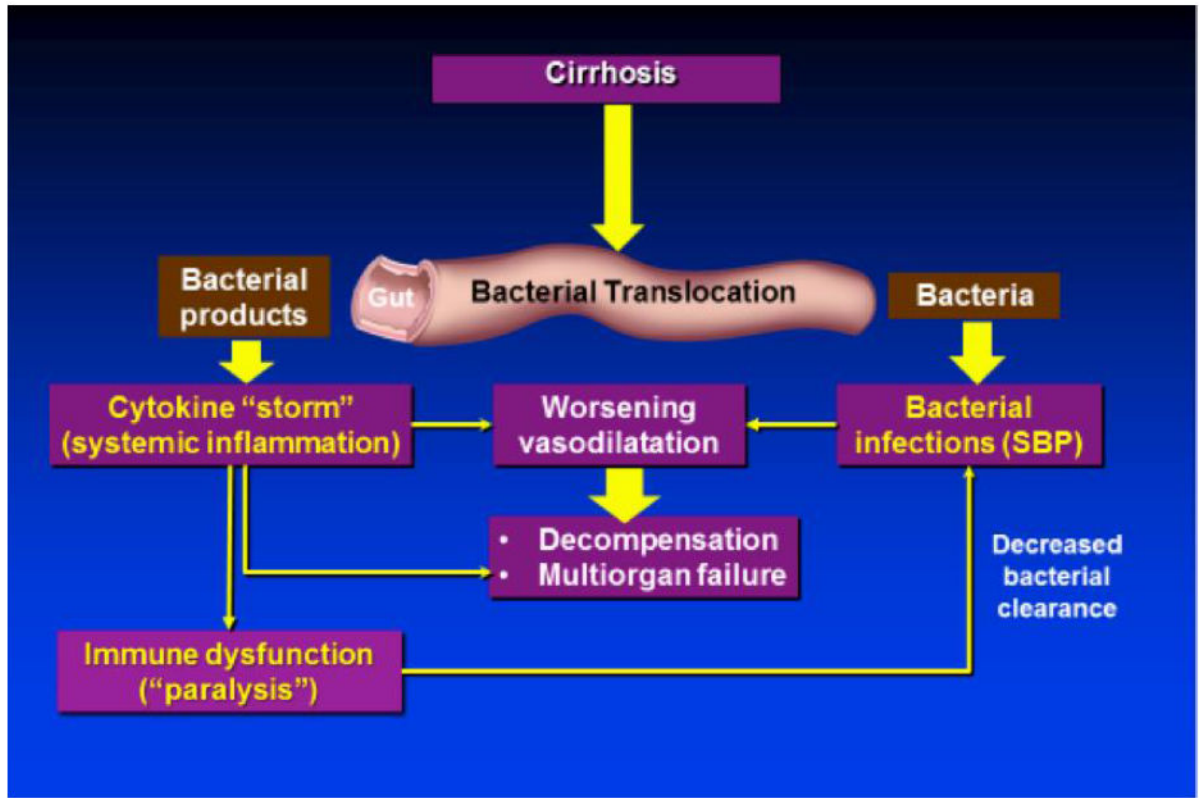 Cirrhosis
Bacterial
products
Gut
Bacterial Translocation
Bacteria
Cytokine “storm”
(systemic inflammation)
Worsening
vasodilatation
Bacterial
infections (SBP)
• Decompensation
• Multiorgan failure
Decreased
bacterial
clearance
Immune dysfunction
(“paralysis”)